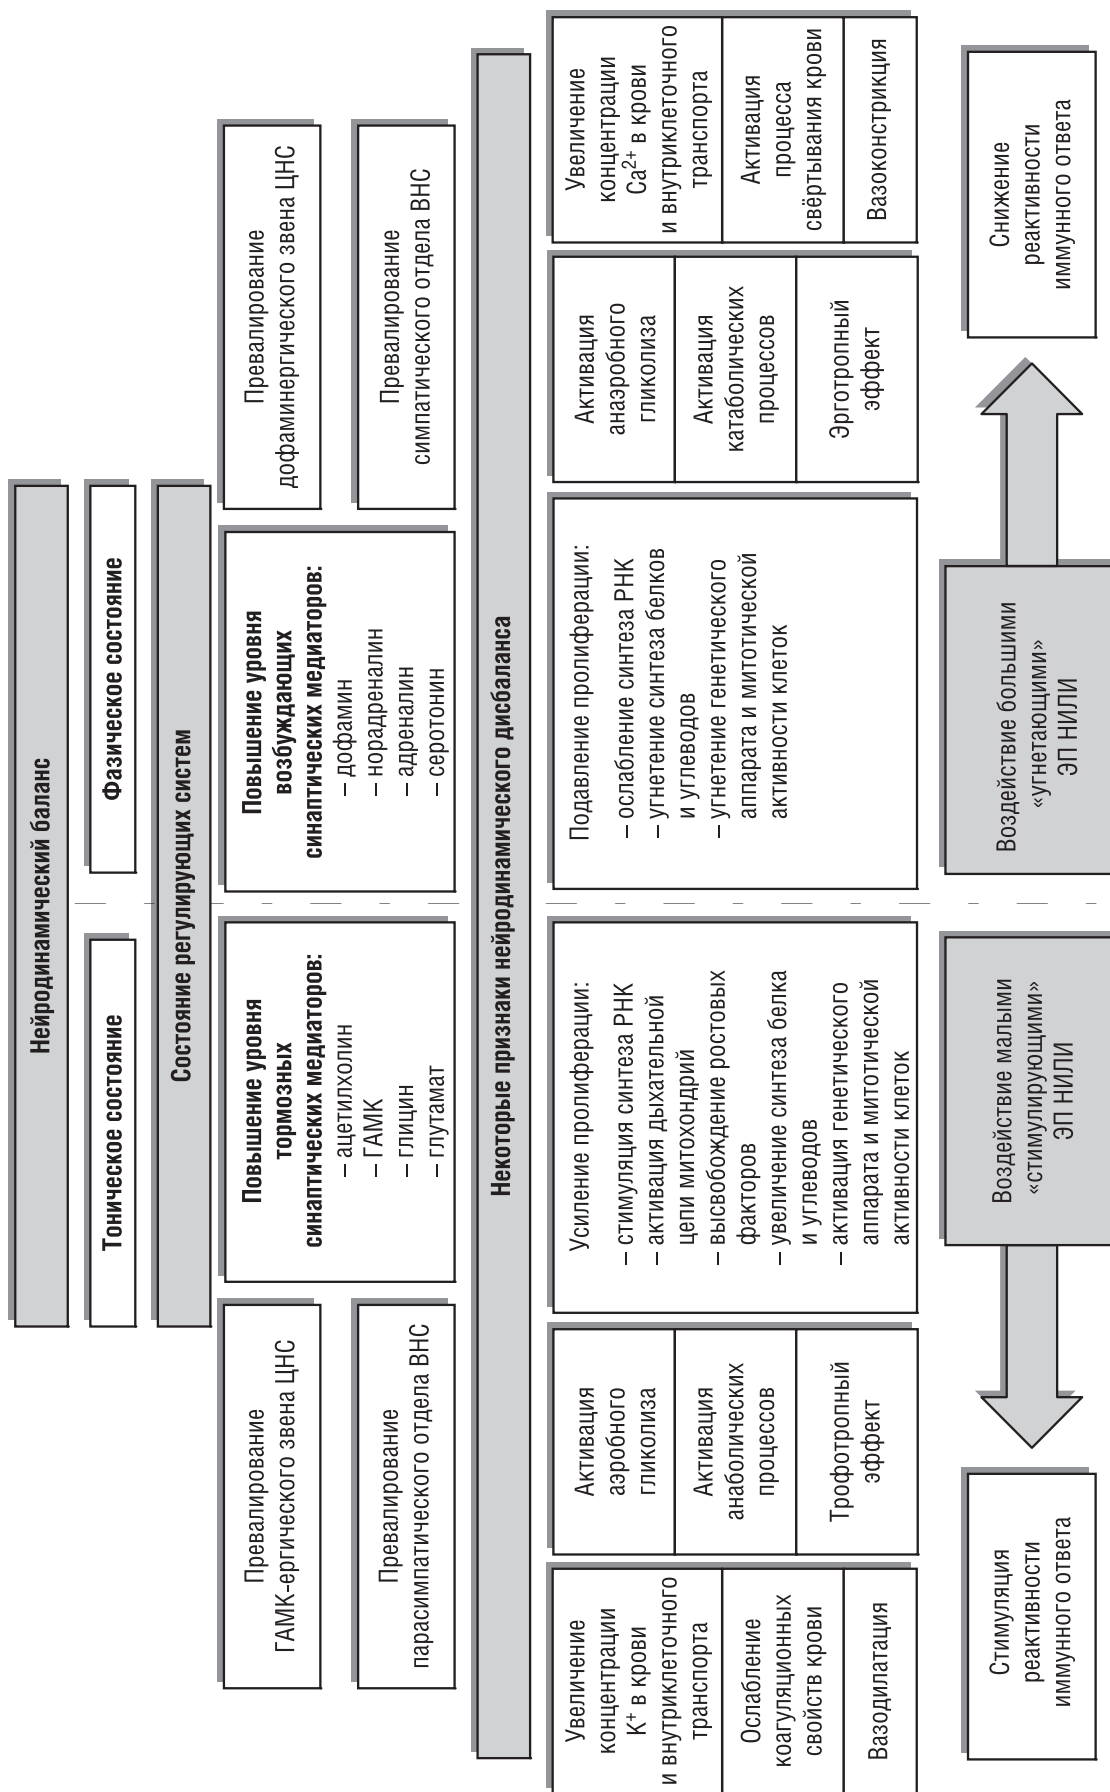 Нейродинамический баланс
Тоническое состояние
Фазическое состояние
Состояние регулирующих систем
Превалирование
ГАМК-ергического звена ЦНС
Превалирование
парасимпатического отдела ВНС
Повышение уровня
тормозных
синаптических медиаторов:
– ацетилхолин
– ГАМК
– глицин
– глутамат
Повышение уровня
возбуждающих
синаптических медиаторов:
– дофамин
– норадреналин
– адреналин
– серотонин
Превалирование
дофаминергического звена ЦНС
Превалирование
симпатического отдела ВНС
Некоторые признаки нейродинамического дисбаланса
Увеличение
концентрации
K⁺ в крови
и внутриклеточного
транспорта
Ослабление
коагуляционных
свойств крови
Вазодилатация
Активация
аэробного
гликолиза
Активация
анаболических
процессов
Трофотропный
эффект
Усиление пролиферации:
– стимуляция синтеза РНК
– активация дыхательной
цепи митохондрий
– высвобождение ростовых
факторов
– увеличение синтеза белка
и углеводов
– активация генетического
аппарата и митотической
активности клеток
Подавление пролиферации:
– ослабление синтеза РНК
– угнетение синтеза белков
и углеводов
– угнетение генетического
аппарата и митотической
активности клеток
Активация
анаэробного
гликолиза
Активация
катаболических
процессов
Эрготропный
эффект
Увеличение
концентрации
Ca²⁺ в крови
и внутриклеточного
транспорта
Активация
процесса
свёртывания крови
Вазоконстрикция
Стимуляция
реактивности
иммунного ответа
Воздействие малыми
«стимулирующими»
ЭП НИЛИ
Воздействие большими
«угнетающими»
ЭП НИЛИ
Снижение
реактивности
иммунного ответа